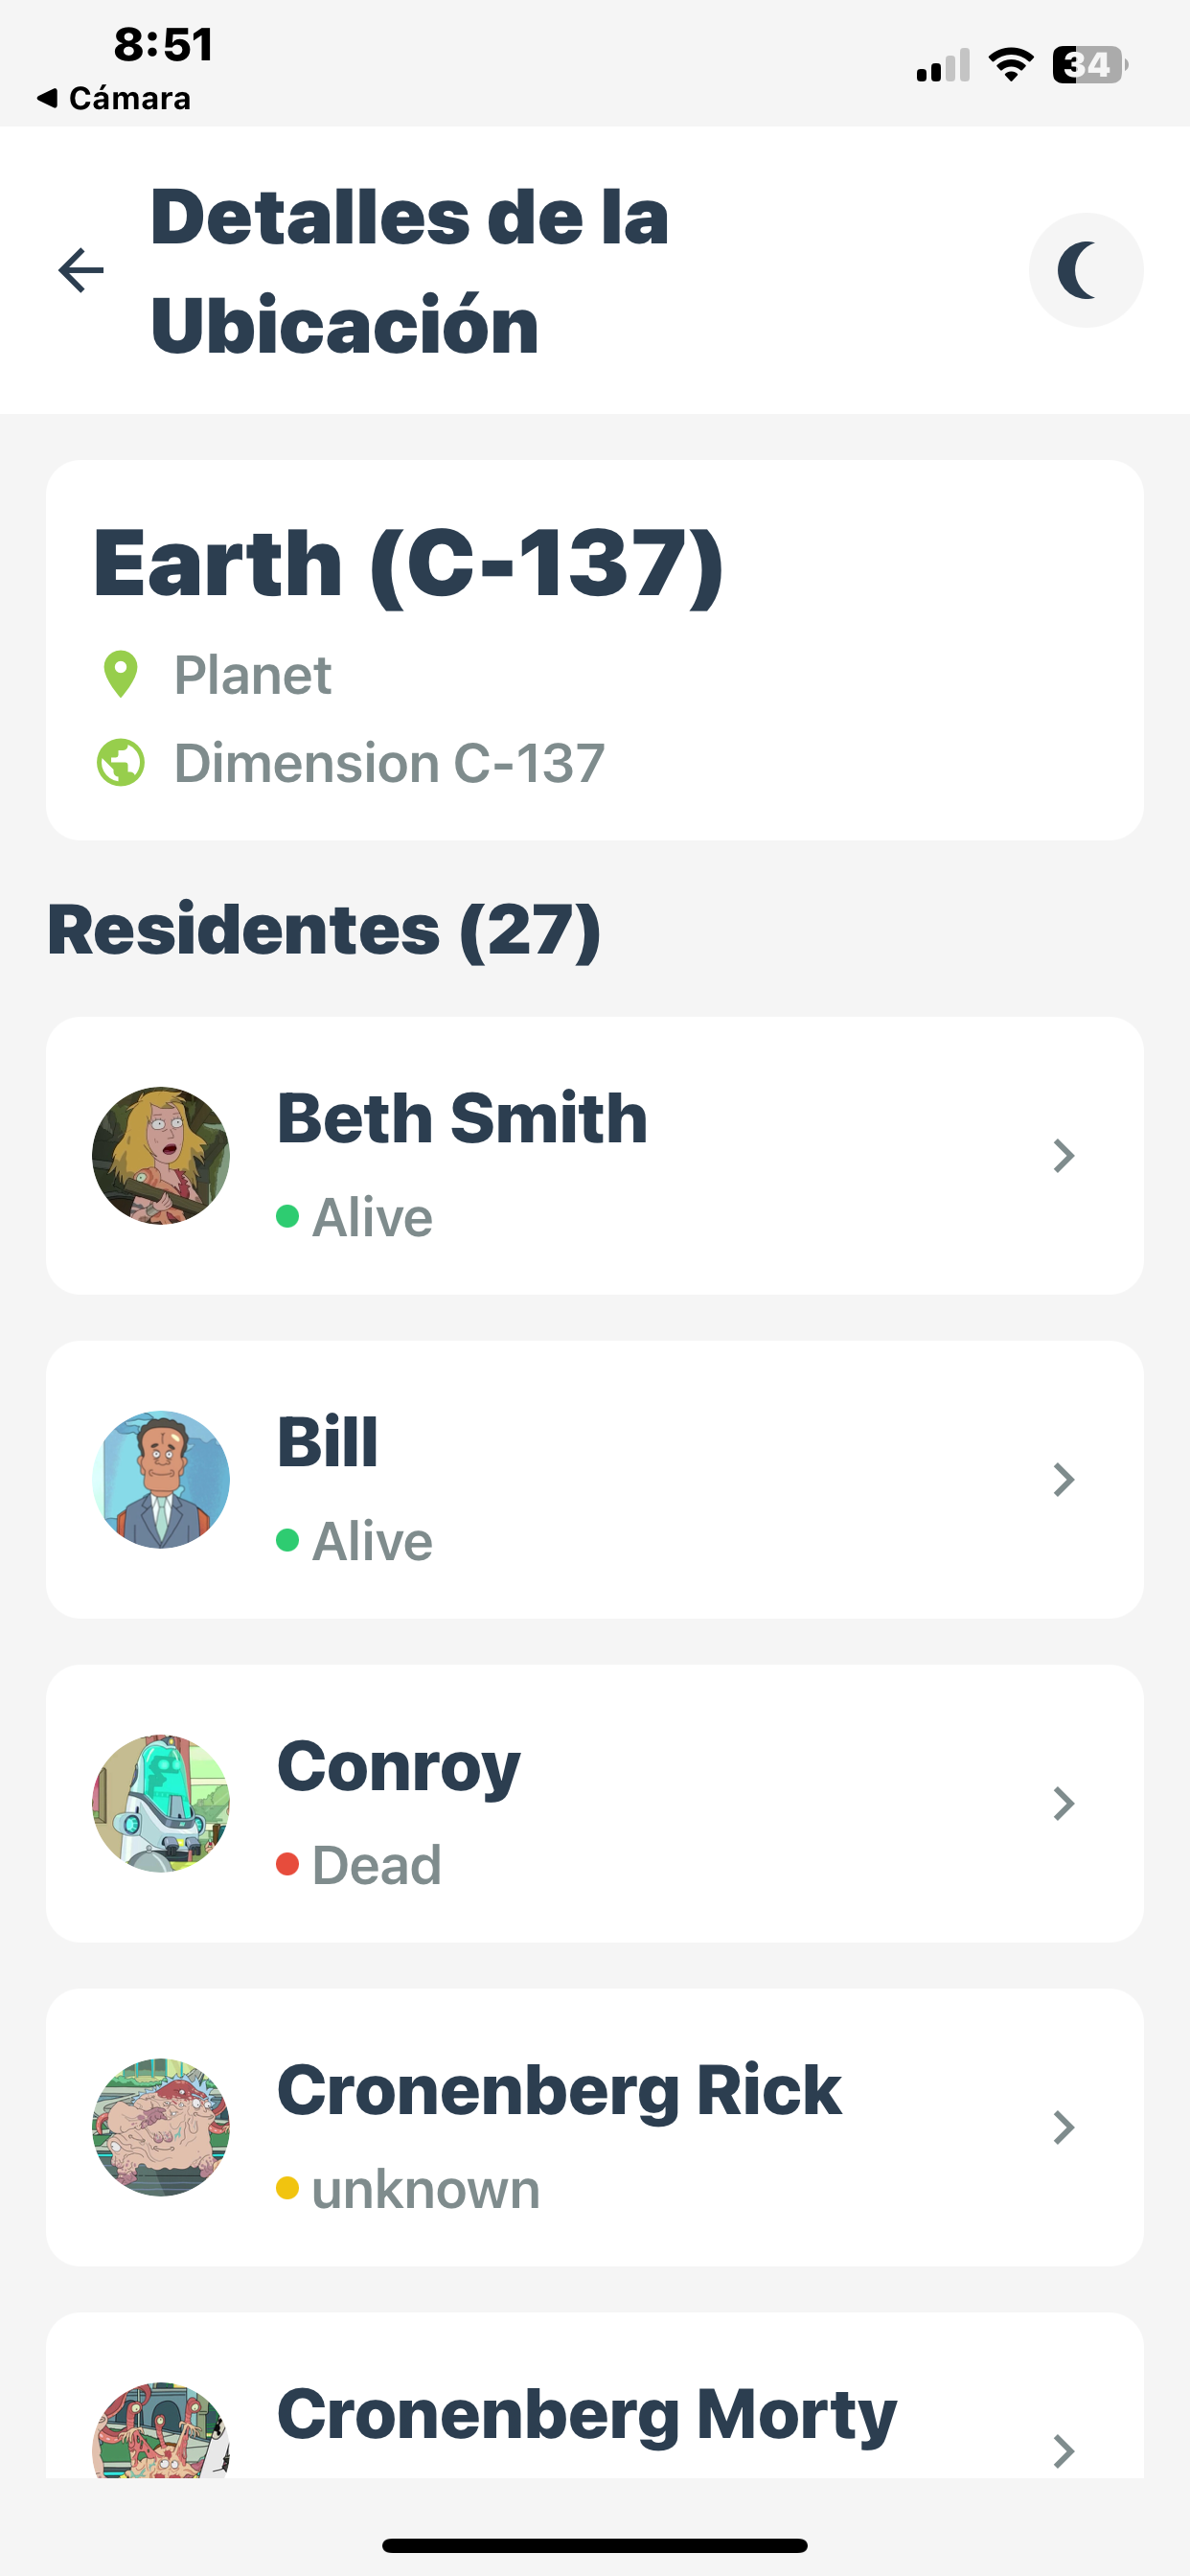 8:51
Cámara
34
Detalles de la
Ubicación
Earth (C-137)
Planet
Dimension C-137
Residentes (27)
Beth Smith
Alive
Bill
Alive
Conroy
Dead
Cronenberg Rick
unknown
Cronenberg Morty